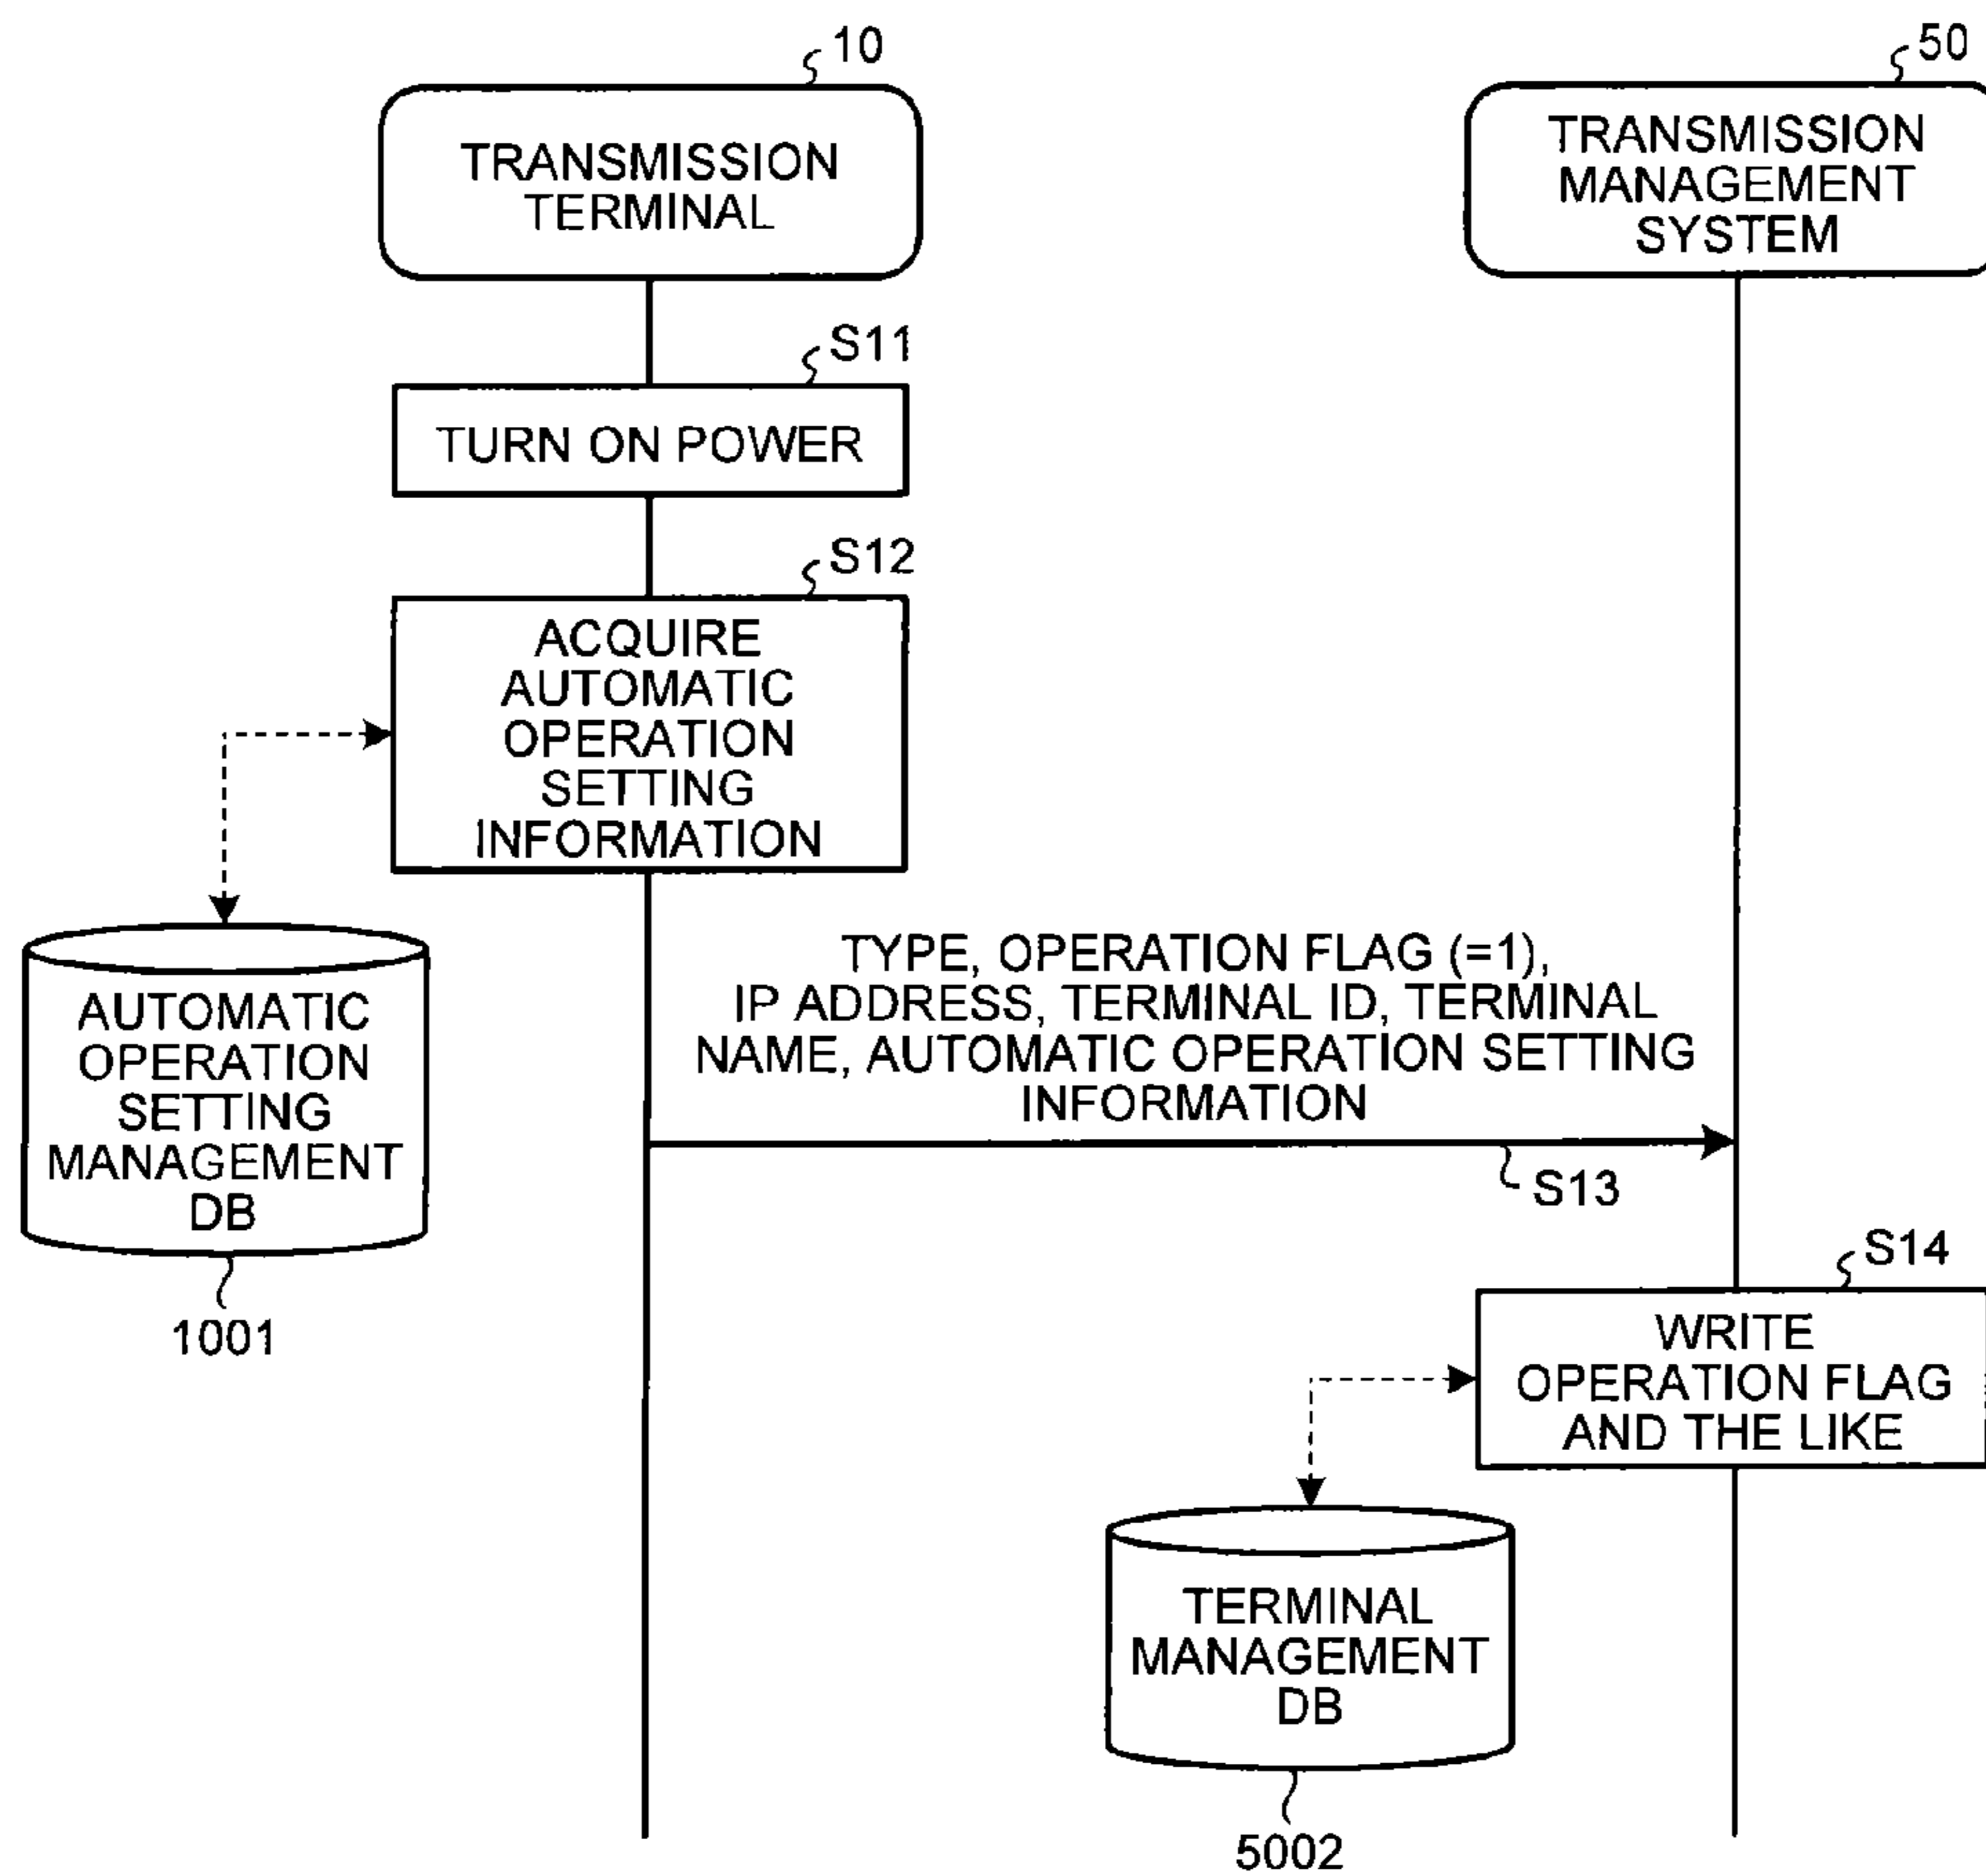 10
50
TRANSMISSION
TERMINAL
TRANSMISSION
MANAGEMENT
SYSTEM
S11
TURN ON POWER
S12
ACQUIRE
AUTOMATIC
OPERATION
SETTING
INFORMATION
AUTOMATIC
OPERATION
SETTING
MANAGEMENT
DB
1001
TYPE, OPERATION FLAG (=1),
IP ADDRESS, TERMINAL ID, TERMINAL
NAME, AUTOMATIC OPERATION SETTING
INFORMATION
S13
S14
WRITE
OPERATION FLAG
AND THE LIKE
TERMINAL
MANAGEMENT
DB
5002